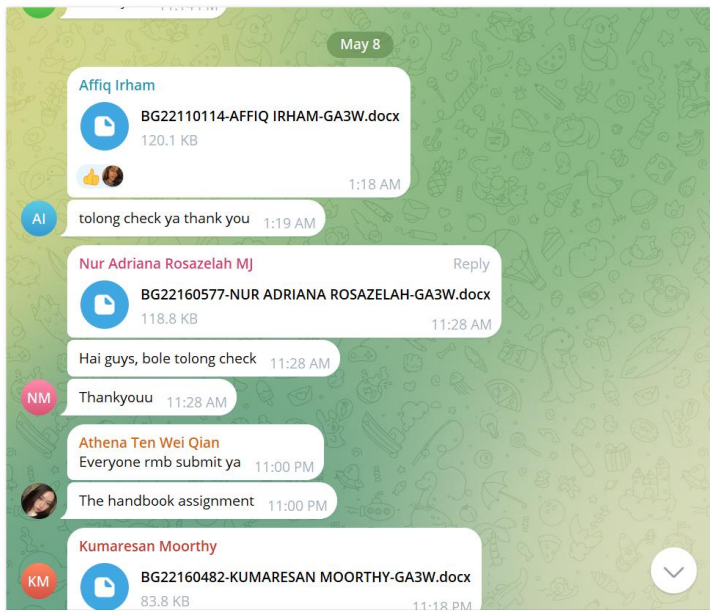 May 8
Affiq Irham
BG22110114-AFFIQ IRHAM-GA3W.docx
120.1 KB
1:18 AM
AI
tolong check ya thank you 1:19 AM
Nur Adriana Rosazelah MJ Reply
BG22160577-NUR ADRIANA ROSAZELAH-GA3W.docx
118.8 KB
11:28 AM
Hai guys, bole tolong check 11:28 AM
NM
Thankyouu 11:28 AM
Athena Ten Wei Qian
Everyone rmb submit ya 11:00 PM
The handbook assignment 11:00 PM
Kumaresan Moorthy
KM
BG22160482-KUMARESAN MOORTHY-GA3W.docx
83.8 KB
11:18 PM